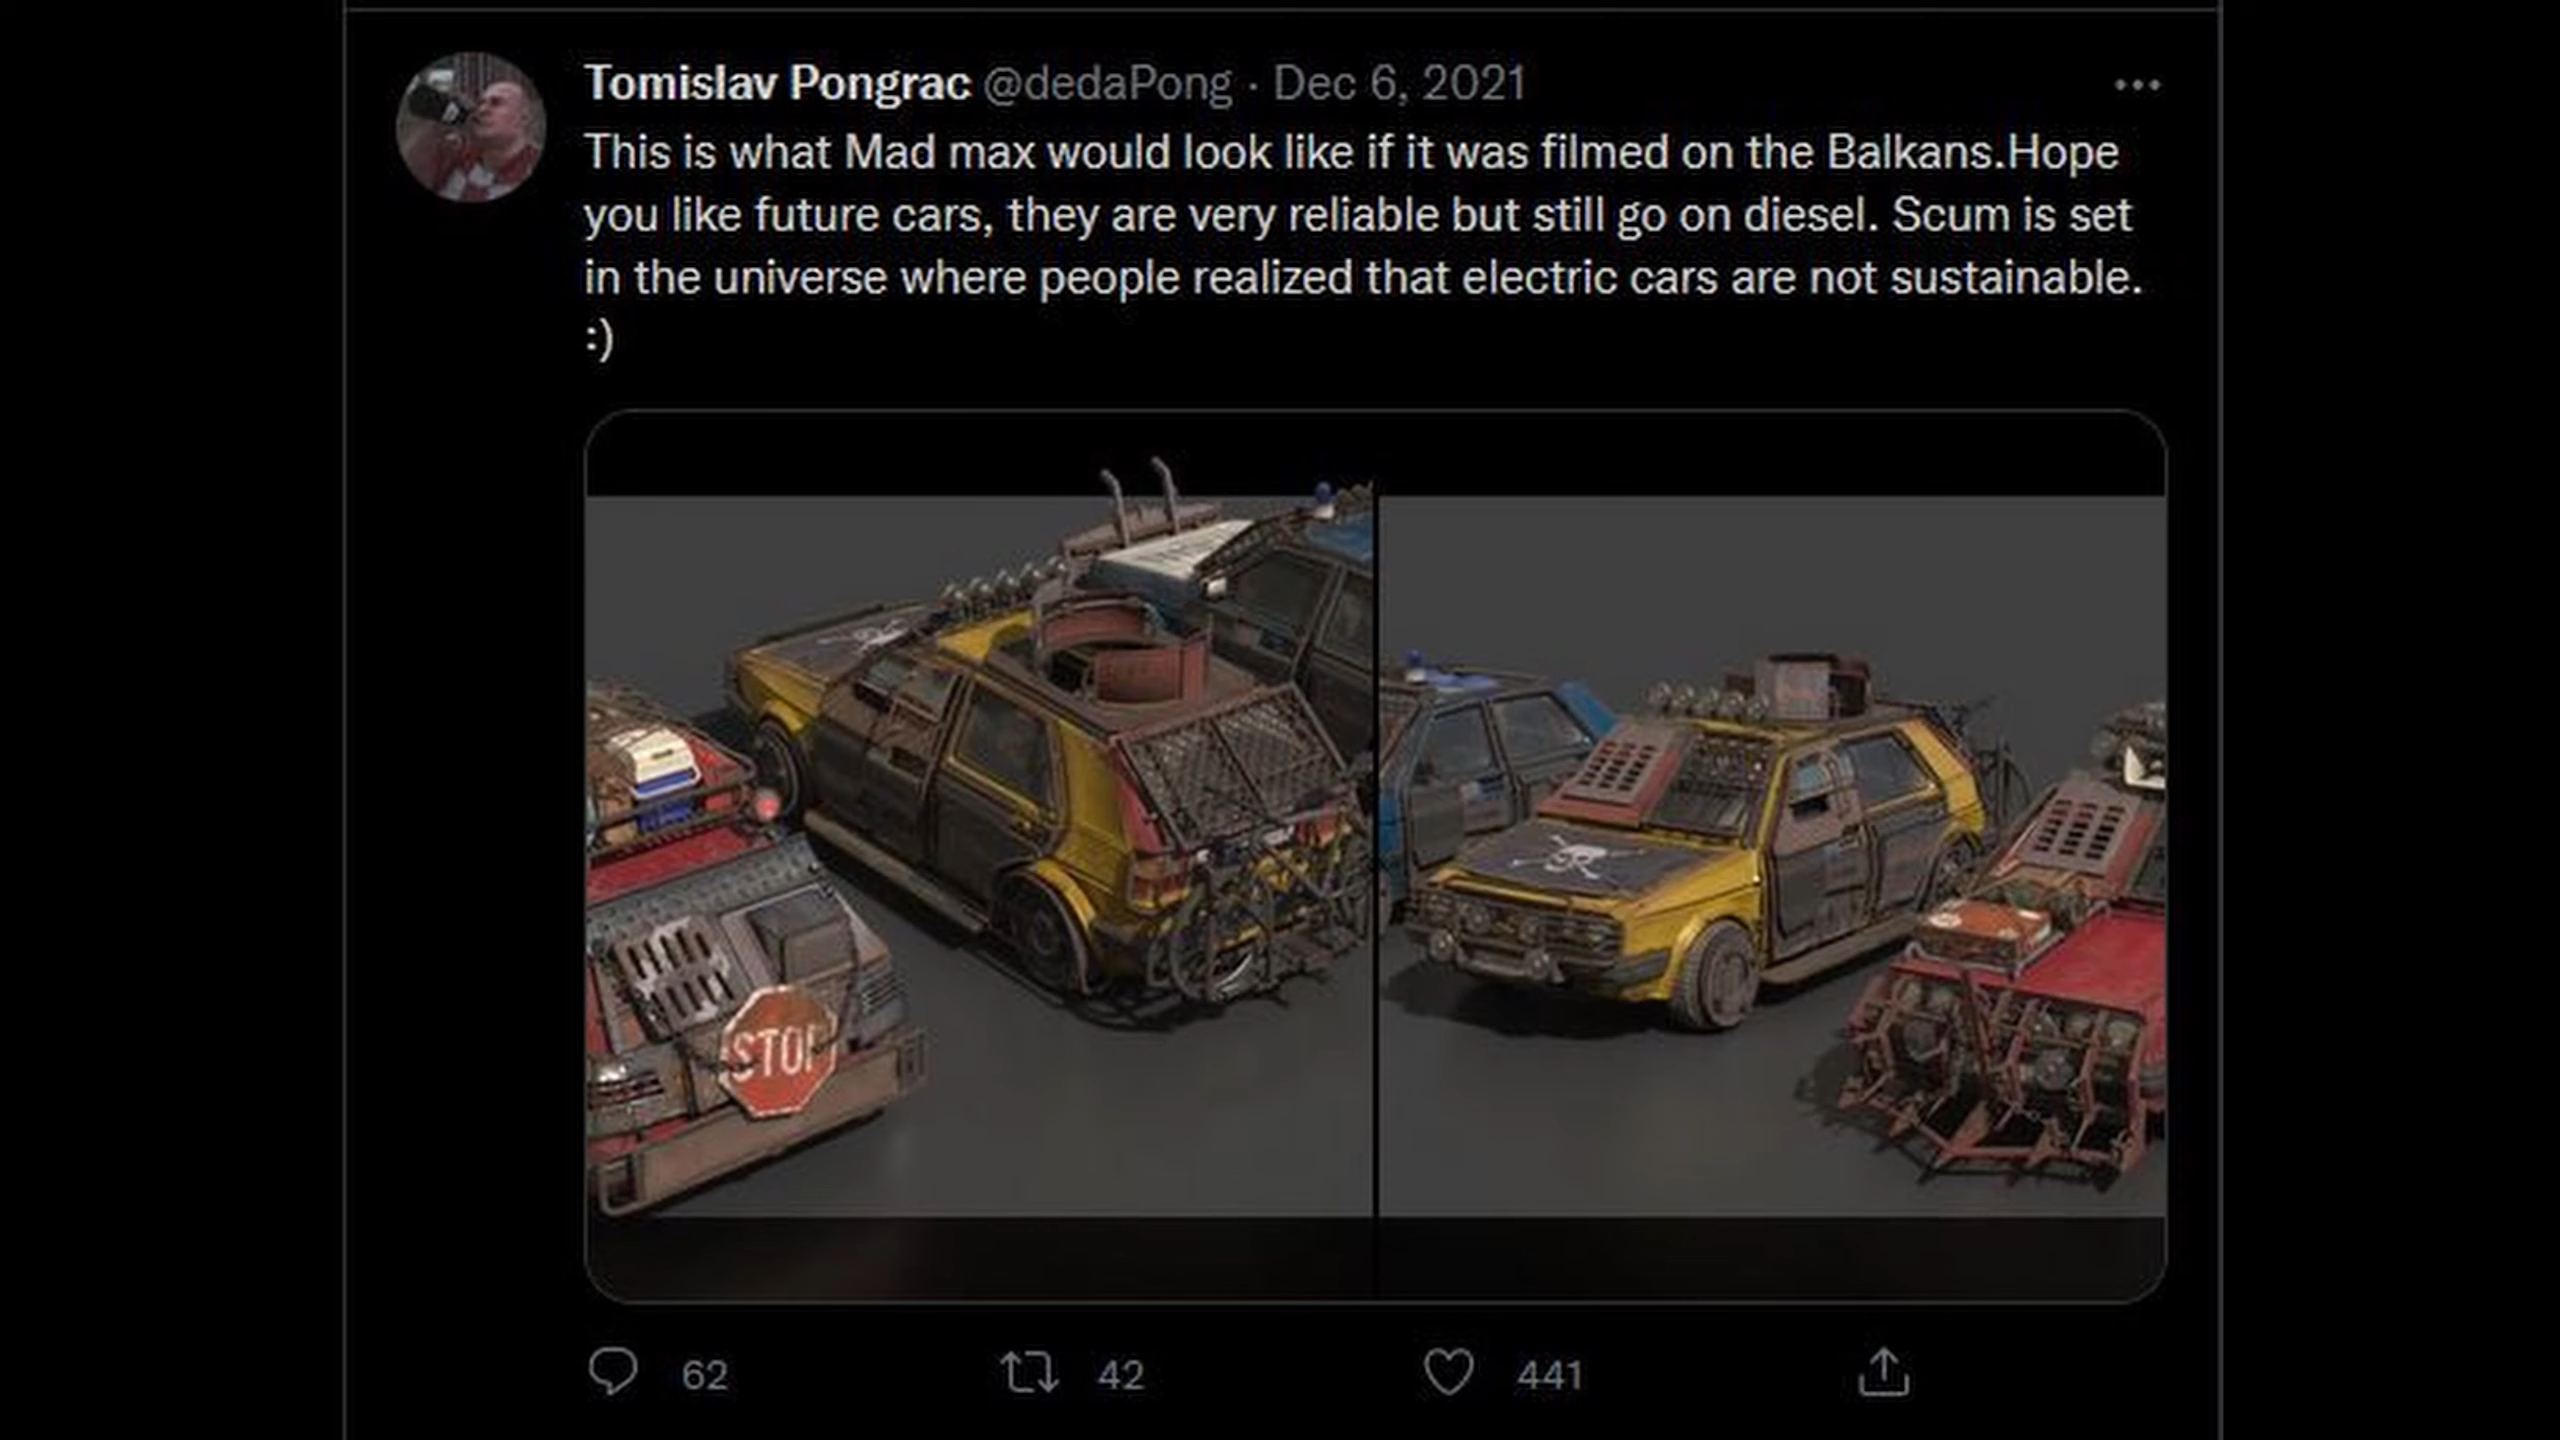 Tomislav Pongrac @dedaPong · Dec 6, 2021
This is what Mad max would look like if it was filmed on the Balkans.Hope
you like future cars, they are very reliable but still go on diesel. Scum is set
in the universe where people realized that electric cars are not sustainable.
:)
STOP
62 42 441